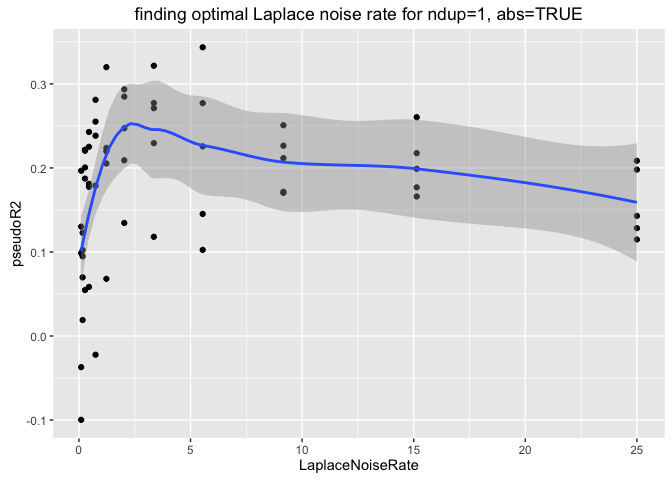 finding optimal Laplace noise rate for ndup=1, abs=TRUE
0.3
0.2
0.1
0.0
-0.1
pseudoR2
0 5 10 15 20 25
LaplaceNoiseRate